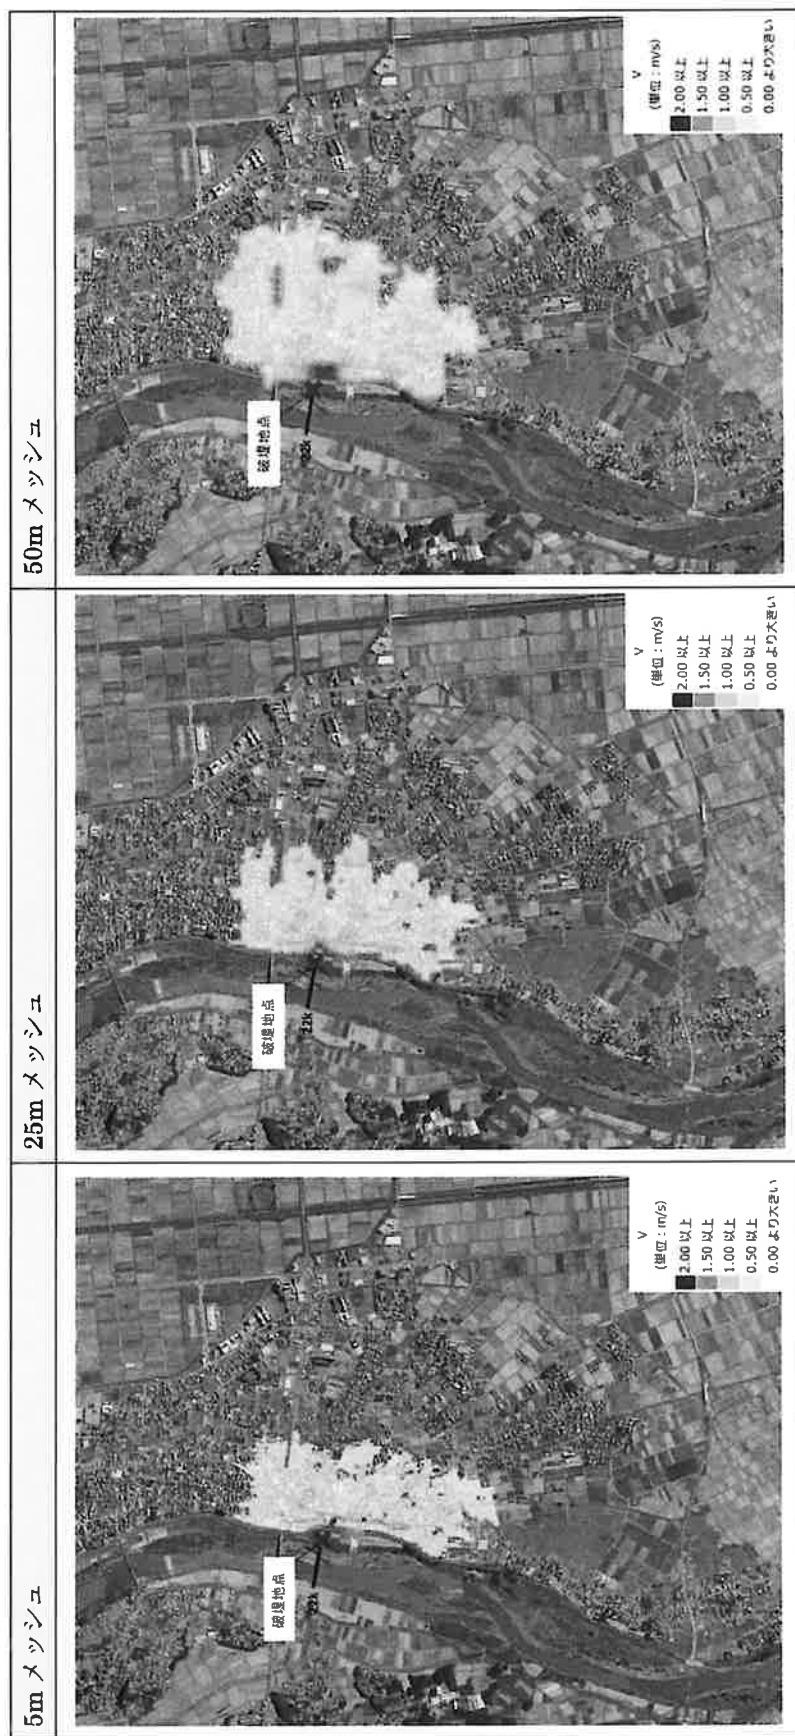 5m メッシュ
破堤地点
22k
V
(単位：m/s)
2.00 以上
1.50 以上
1.00 以上
0.50 以上
0.00 より大きい
25m メッシュ
破堤地点
22k
V
(単位：m/s)
2.00 以上
1.50 以上
1.00 以上
0.50 以上
0.00 より大きい
50m メッシュ
破堤地点
22k
V
(単位：m/s)
2.00 以上
1.50 以上
1.00 以上
0.50 以上
0.00 より大きい